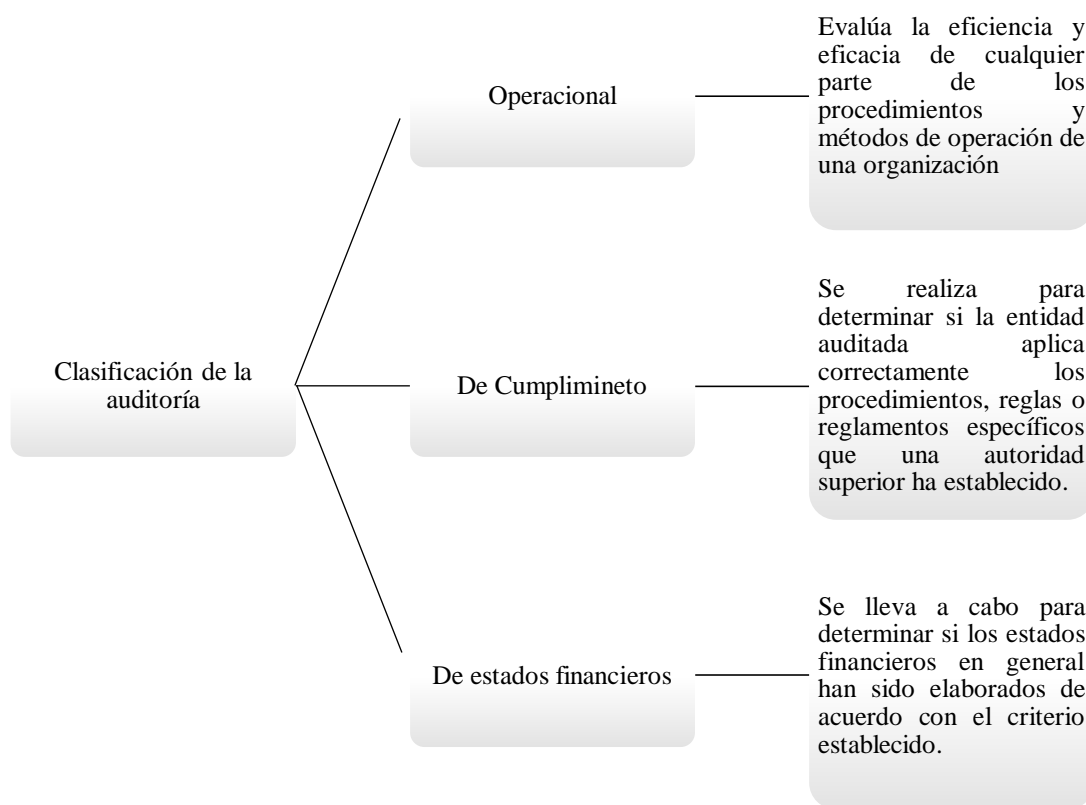 Clasificación de la
auditoría
Operacional
Evalúa la eficiencia y
eficacia de cualquier
parte de los
procedimientos y
métodos de operación de
una organización
De Cumplimineto
Se realiza para
determinar si la entidad
auditada aplica
correctamente los
procedimientos, reglas o
reglamentos específicos
que una autoridad
superior ha establecido.
De estados financieros
Se lleva a cabo para
determinar si los estados
financieros en general
han sido elaborados de
acuerdo con el criterio
establecido.